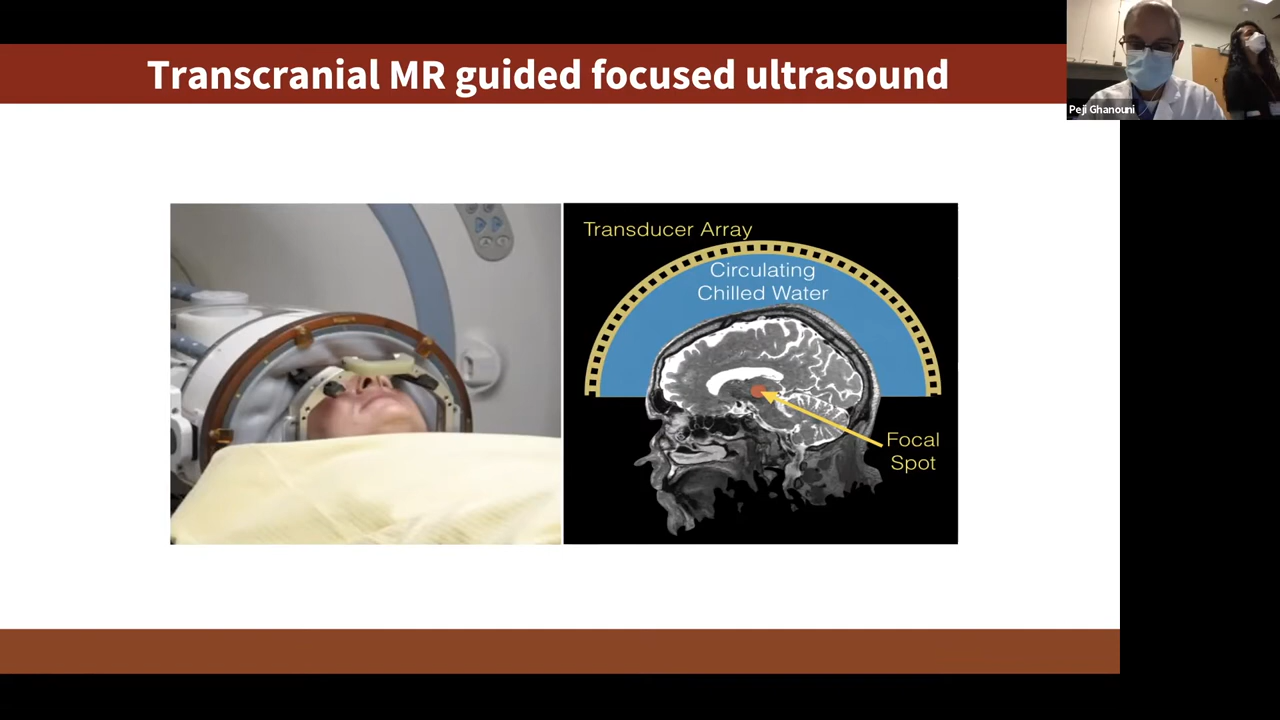 Transcranial MR guided focused ultrasound
Peji Ghanouni
Transducer Array
Circulating
Chilled Water
Focal
Spot